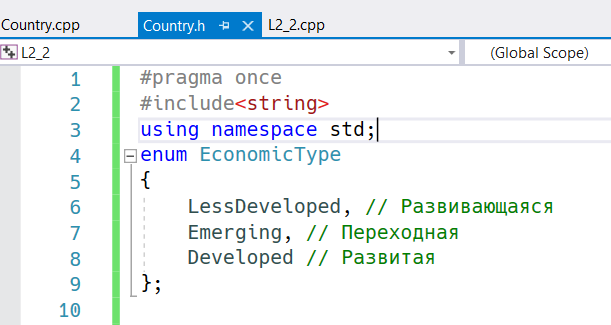 Country.cpp Country.h L2_2.cpp
L2_2 (Global Scope)
1 #pragma once
2 #include<string>
3 using namespace std;
4 enum EconomicType
5 {
6 LessDeveloped, // Развивающаяся
7 Emerging, // Переходная
8 Developed // Развитая
9 };
10